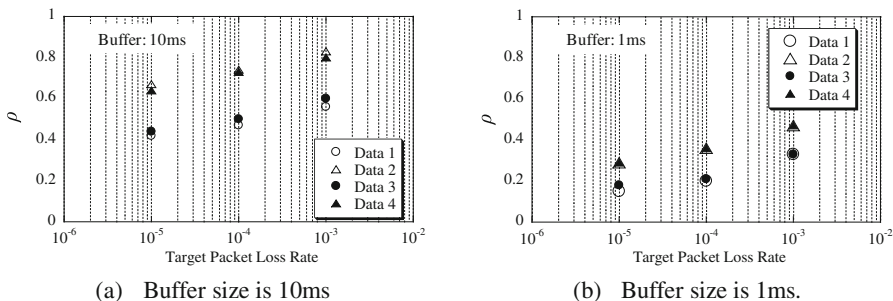 1
0.8
0.6
0.4
0.2
0
ρ
Buffer: 10ms
Data 1
Data 2
Data 3
Data 4
10-6
10-5
10-4
10-3
10-2
Target Packet Loss Rate
(a) Buffer size is 10ms
1
0.8
0.6
0.4
0.2
0
ρ
Buffer: 1ms
Data 1
Data 2
Data 3
Data 4
10-6
10-5
10-4
10-3
10-2
Target Packet Loss Rate
(b) Buffer size is 1ms.